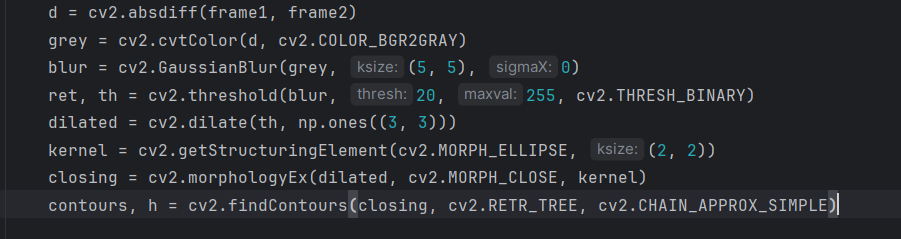 d = cv2.absdiff(frame1, frame2)
grey = cv2.cvtColor(d, cv2.COLOR_BGR2GRAY)
blur = cv2.GaussianBlur(grey, ksize: (5, 5), sigmaX: 0)
ret, th = cv2.threshold(blur, thresh: 20, maxval: 255, cv2.THRESH_BINARY)
dilated = cv2.dilate(th, np.ones((3, 3)))
kernel = cv2.getStructuringElement(cv2.MORPH_ELLIPSE, ksize: (2, 2))
closing = cv2.morphologyEx(dilated, cv2.MORPH_CLOSE, kernel)
contours, h = cv2.findContours(closing, cv2.RETR_TREE, cv2.CHAIN_APPROX_SIMPLE)